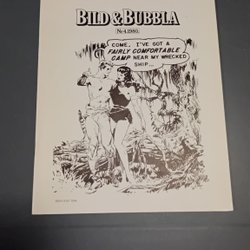 BILD & BUBBLA
Nr.4.1980.
COME, I'VE GOT A
FAIRLY COMFORTABLE
CAMP NEAR MY WRECKED
SHIP...